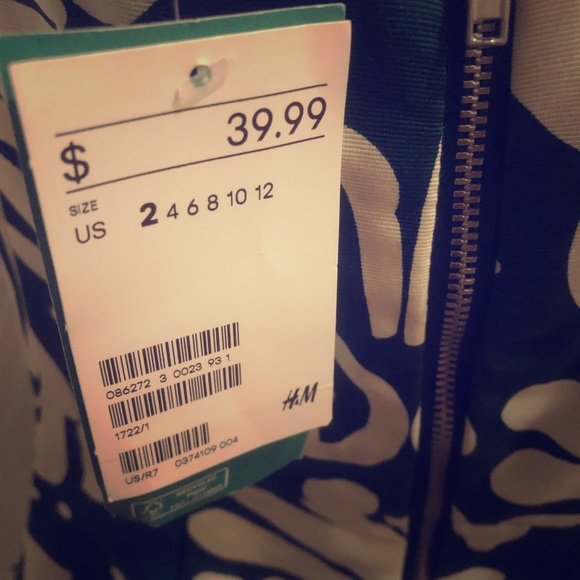 $ 39.99
SIZE
US 2 4 6 8 10 12
086272 3 0023 93 1
1722/1
H&M
US/R7 0374109 004